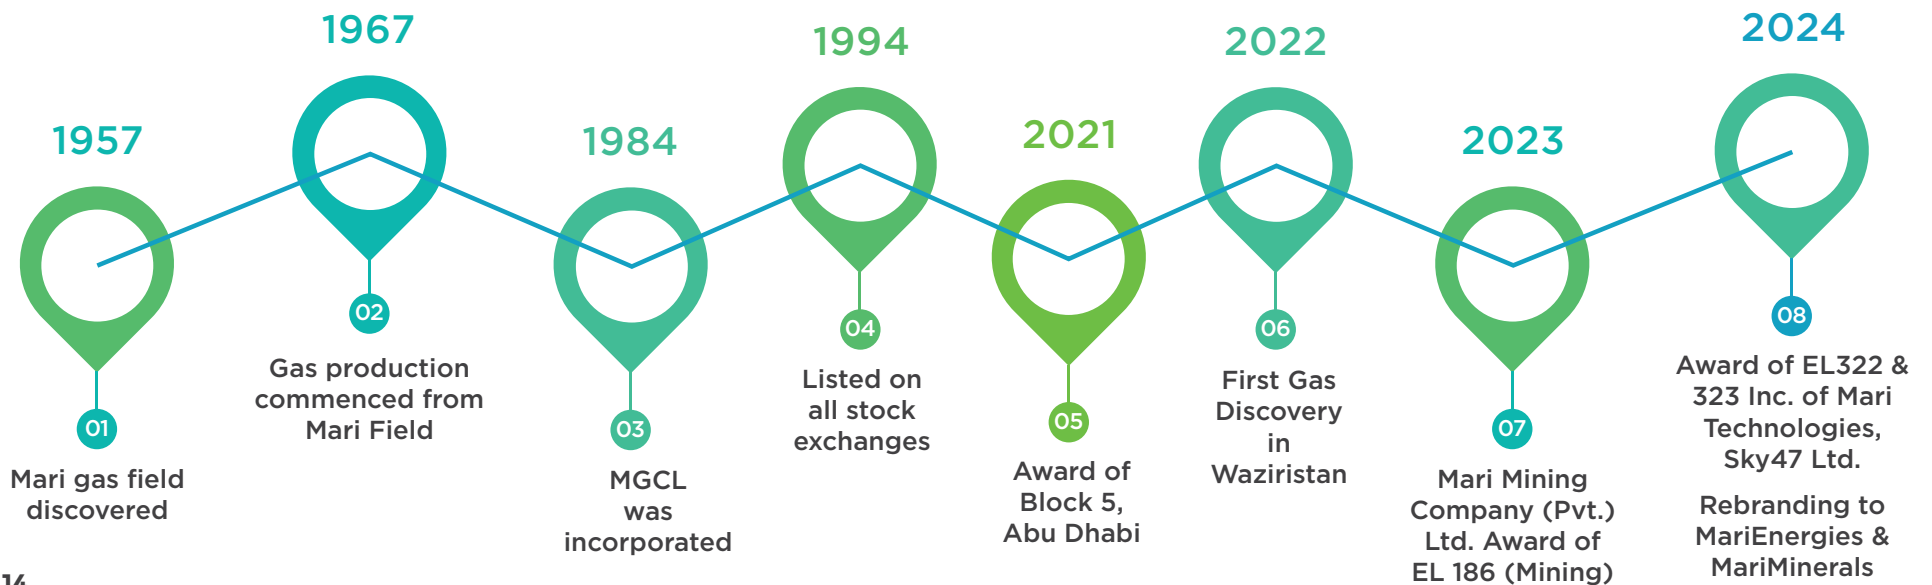 1957
01
Mari gas field
discovered
1967
02
Gas production
commenced from
Mari Field
1984
03
MGCL
was
incorporated
1994
04
Listed on
all stock
exchanges
2021
05
Award of
Block 5,
Abu Dhabi
2022
06
First Gas
Discovery
in
Waziristan
2023
07
Mari Mining
Company (Pvt.)
Ltd. Award of
EL 186 (Mining)
2024
08
Award of EL322 &
323 Inc. of Mari
Technologies,
Sky47 Ltd.
Rebranding to
MariEnergies &
MariMinerals
14